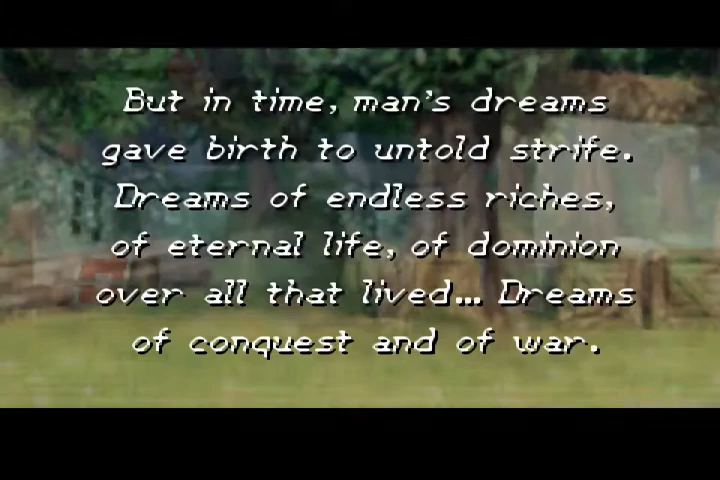 But in time, man's dreams
gave birth to untold strife.
Dreams of endless riches,
of eternal life, of dominion
over all that lived... Dreams
of conquest and of war.